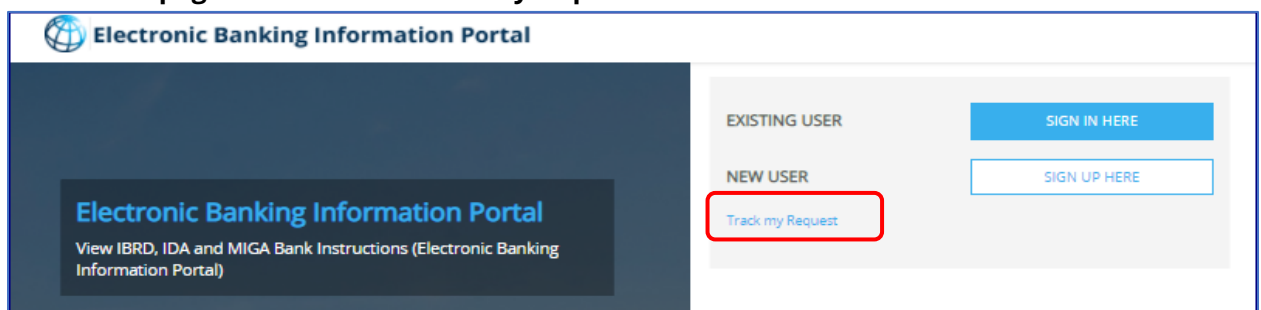 Electronic Banking Information Portal
EXISTING USER
SIGN IN HERE
NEW USER
SIGN UP HERE
Track my Request
Electronic Banking Information Portal
View IBRD, IDA and MIGA Bank Instructions (Electronic Banking
Information Portal)